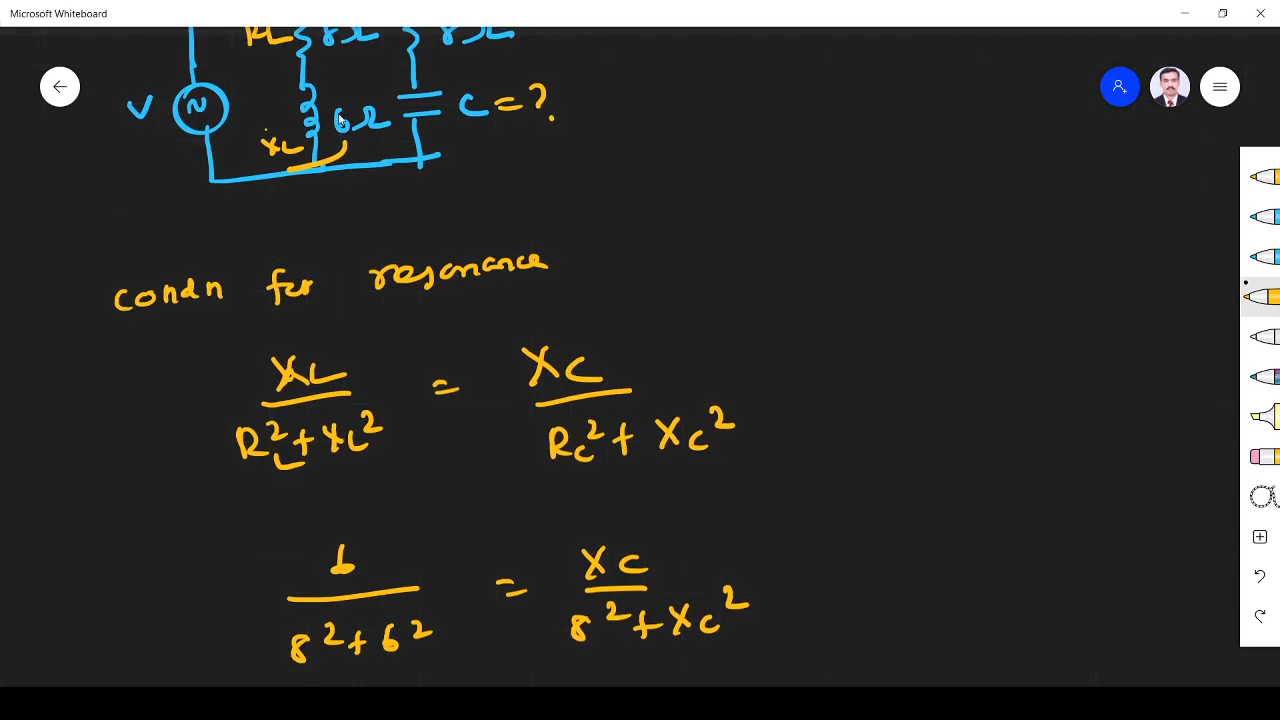 Microsoft Whiteboard
RL 8Ω 8Ω
V ~ 6Ω C = ?
XL
condn for resonance
XL / RL² + XL² = XC / RC² + XC²
6 / 8² + 6² = XC / 8² + XC²